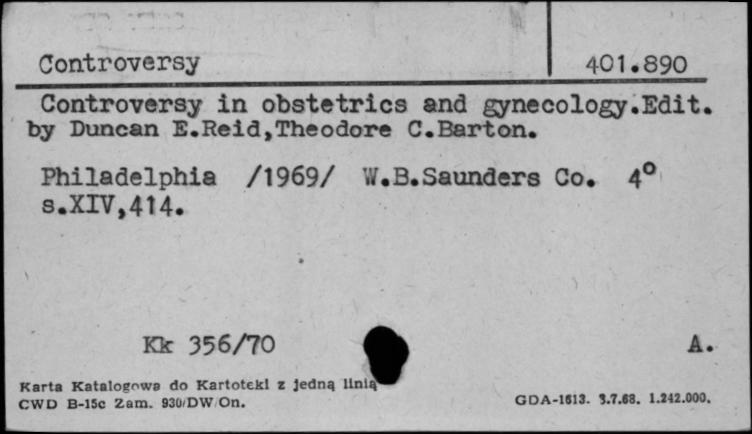 Controversy 401.890
Controversy in obstetrics and gynecology.Edit.
by Duncan E.Reid,Theodore C.Barton.
Philadelphia /1969/ W.B.Saunders Co. 4°
s.XIV,414.
Kk 356/70 A.
Karta Katalogowa do Kartoteki z jedną linią
CWD B-15c Zam. 930/DW/On. GDA-1613. 3.7.68. 1.242.000.